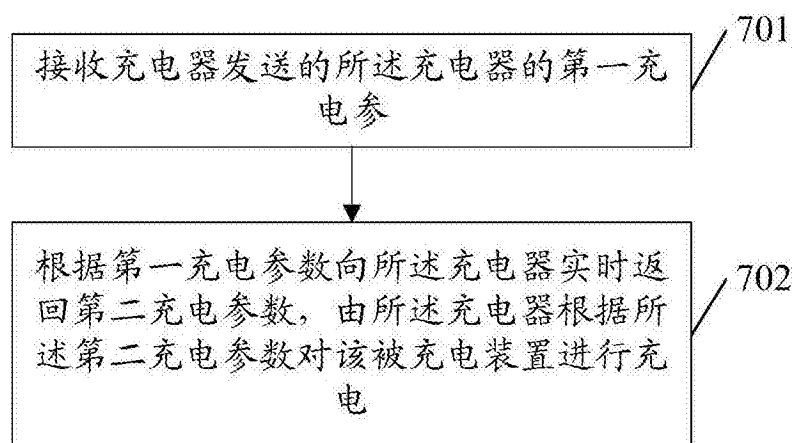 701
接收充电器发送的所述充电器的第一充
电参
702
根据第一充电参数向所述充电器实时返
回第二充电参数，由所述充电器根据所
述第二充电参数对该被充电装置进行充
电